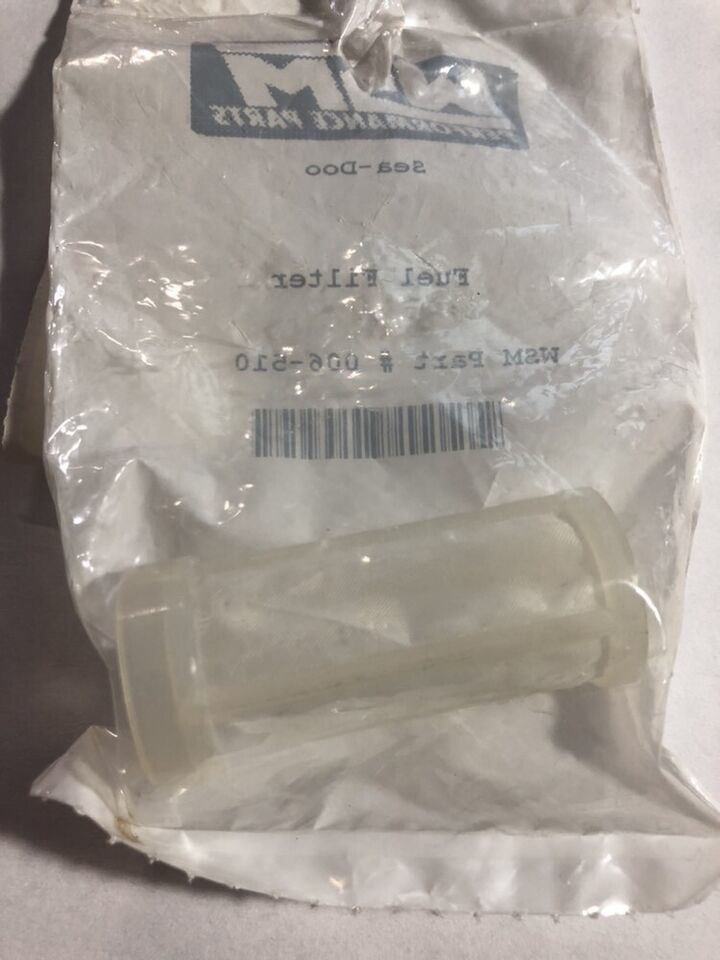 WSM
PERFORMANCE PARTS
Sea-Doo
Fuel Filter
WSM Part # 006-510